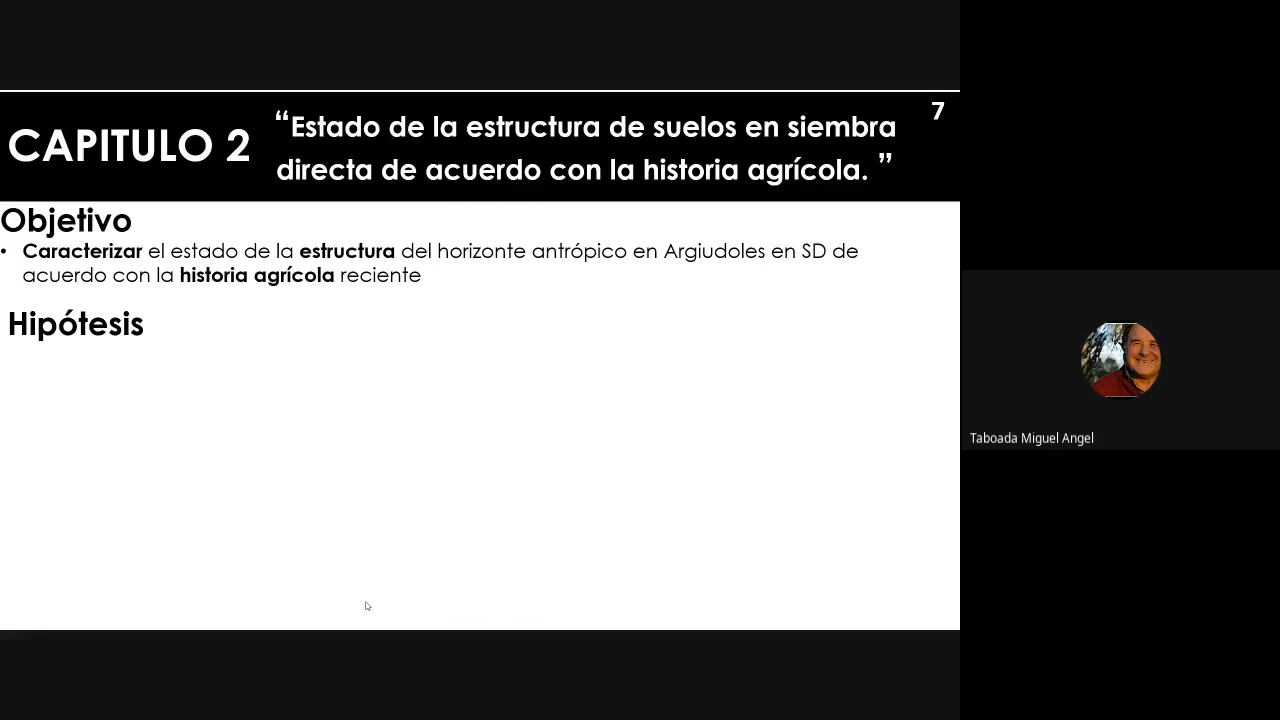 CAPITULO 2
“Estado de la estructura de suelos en siembra
directa de acuerdo con la historia agrícola. ”
7
Objetivo
• Caracterizar el estado de la estructura del horizonte antrópico en Argiudoles en SD de
acuerdo con la historia agrícola reciente
Hipótesis
Taboada Miguel Angel